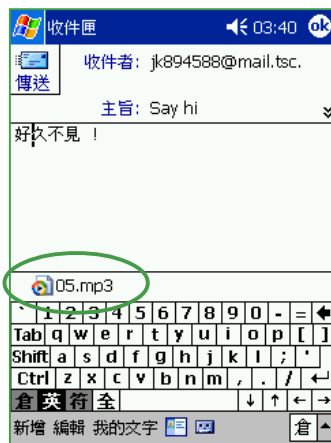 收件匣 03:40 ok
收件者: jk894588@mail.tsc.
傳送
主旨: Say hi
好久不見 !
05.mp3
` 1 2 3 4 5 6 7 8 9 0 - =
Tab q w e r t y u i o p [ ]
Shift a s d f g h j k l ; '
Ctrl z x c v b n m , . /
倉 英 符 全
新增 編輯 我的文字 倉